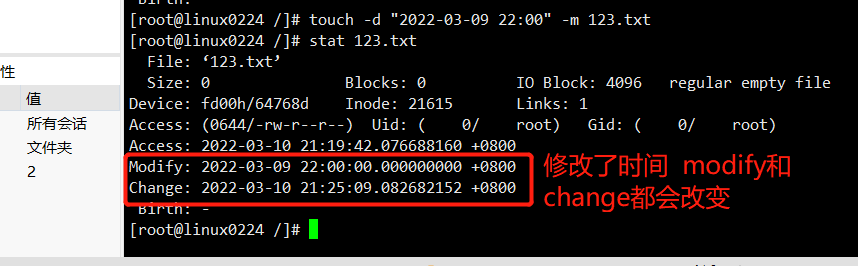 [root@linux0224 /]# touch -d "2022-03-09 22:00" -m 123.txt
[root@linux0224 /]# stat 123.txt
File: ‘123.txt’
Size: 0 Blocks: 0 IO Block: 4096 regular empty file
Device: fd00h/64768d Inode: 21615 Links: 1
Access: (0644/-rw-r--r--) Uid: ( 0/ root) Gid: ( 0/ root)
Access: 2022-03-10 21:19:42.076688160 +0800
Modify: 2022-03-09 22:00:00.000000000 +0800
Change: 2022-03-10 21:25:09.082682152 +0800
Birth: -
[root@linux0224 /]#
性
值
所有会话
文件夹
2
修改了时间 modify和
change都会改变